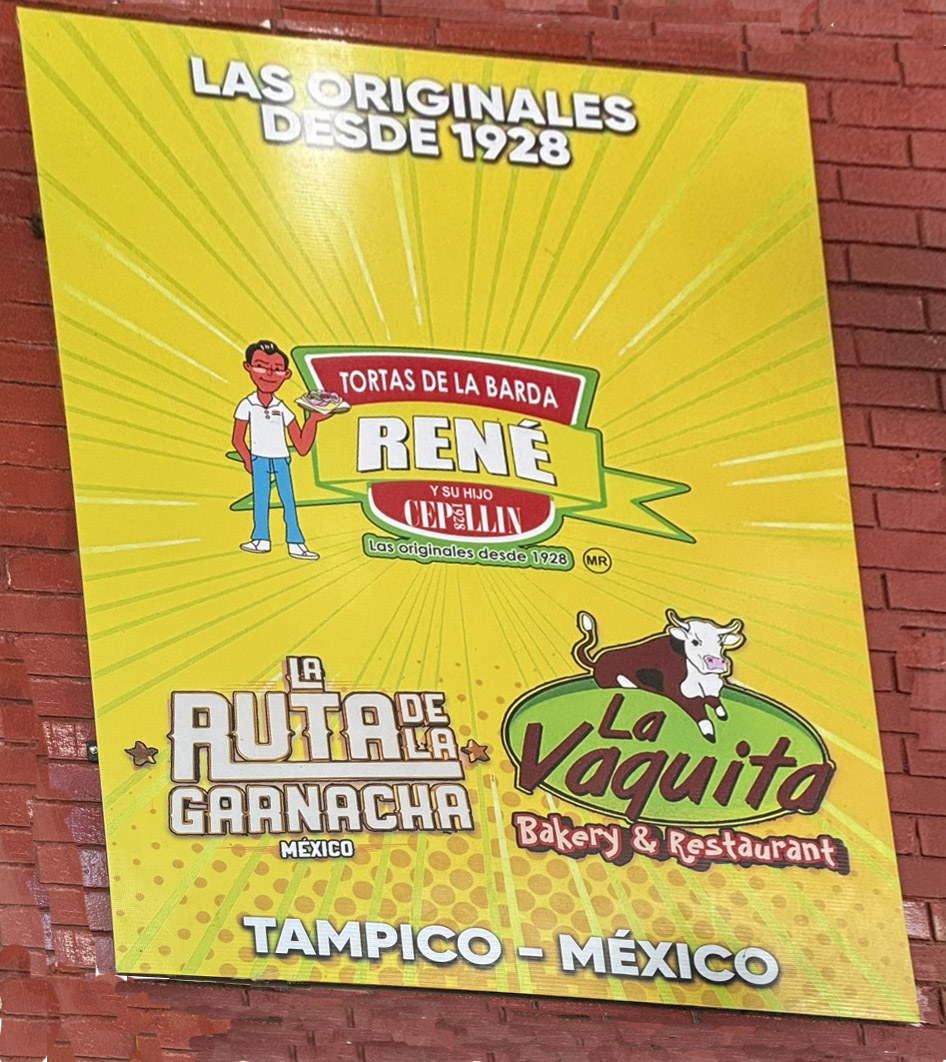 LAS ORIGINALES
DESDE 1928
TORTAS DE LA BARDA
RENÉ
Y SU HIJO
CEPILLIN
1928
Las originales desde 1928
MR
LA
RUTA DE
LA
GARNACHA
MÉXICO
La
Vaquita
Bakery & Restaurant
TAMPICO - MÉXICO